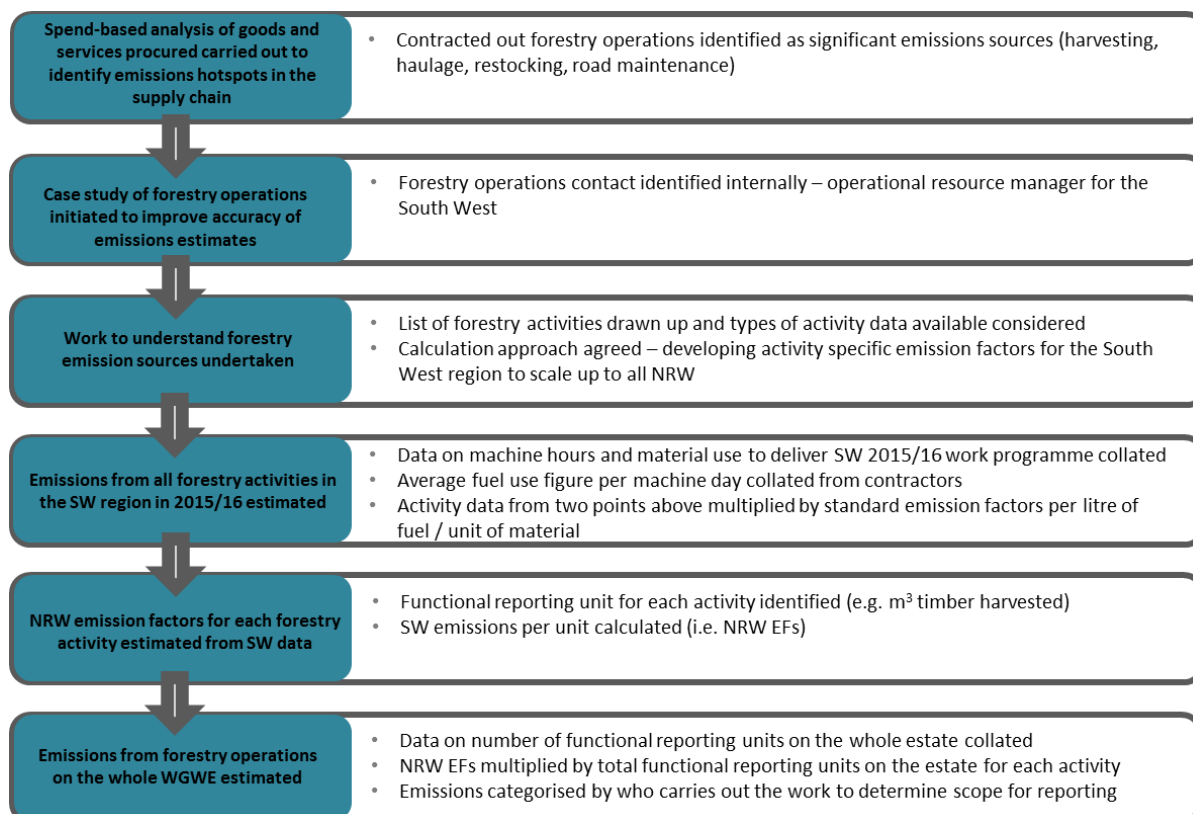 Spend-based analysis of goods and
services procured carried out to
identify emissions hotspots in the
supply chain
• Contracted out forestry operations identified as significant emissions sources (harvesting,
haulage, restocking, road maintenance)
Case study of forestry operations
initiated to improve accuracy of
emissions estimates
• Forestry operations contact identified internally – operational resource manager for the
South West
Work to understand forestry
emission sources undertaken
• List of forestry activities drawn up and types of activity data available considered
• Calculation approach agreed – developing activity specific emission factors for the South
West region to scale up to all NRW
Emissions from all forestry activities in
the SW region in 2015/16 estimated
• Data on machine hours and material use to deliver SW 2015/16 work programme collated
• Average fuel use figure per machine day collated from contractors
• Activity data from two points above multiplied by standard emission factors per litre of
fuel / unit of material
NRW emission factors for each forestry
activity estimated from SW data
• Functional reporting unit for each activity identified (e.g. m³ timber harvested)
• SW emissions per unit calculated (i.e. NRW EFs)
Emissions from forestry operations
on the whole WGWE estimated
• Data on number of functional reporting units on the whole estate collated
• NRW EFs multiplied by total functional reporting units on the estate for each activity
• Emissions categorised by who carries out the work to determine scope for reporting